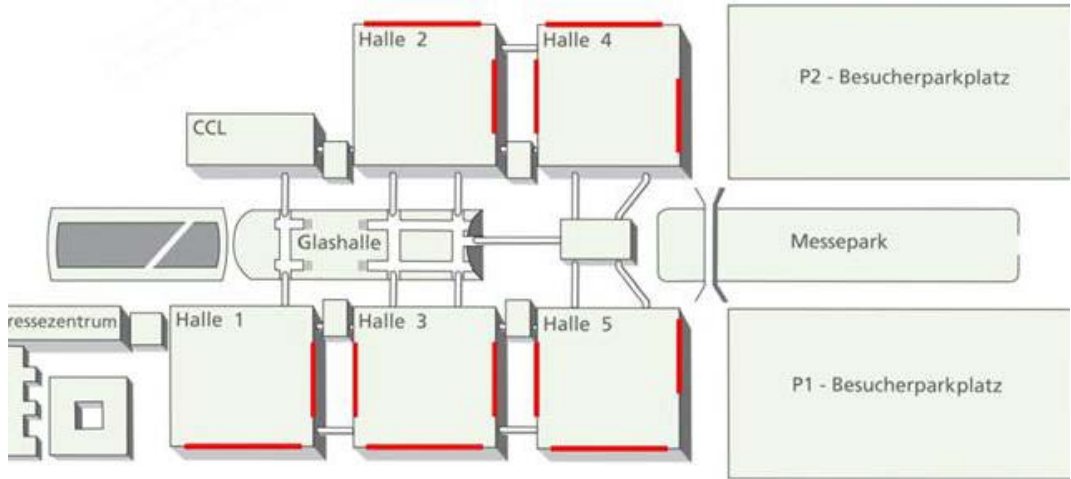 Halle 2
Halle 4
P2 - Besucherparkplatz
CCL
Glashalle
Messepark
ressezentrum
Halle 1
Halle 3
Halle 5
P1 - Besucherparkplatz